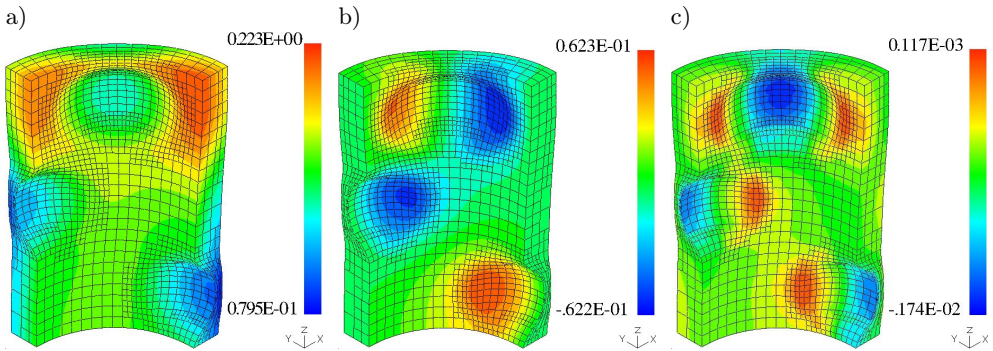 a) b) c)
0.223E+00 0.623E-01 0.117E-03
0.795E-01 -.622E-01 -.174E-02
Z Z Z
Y X Y X Y X